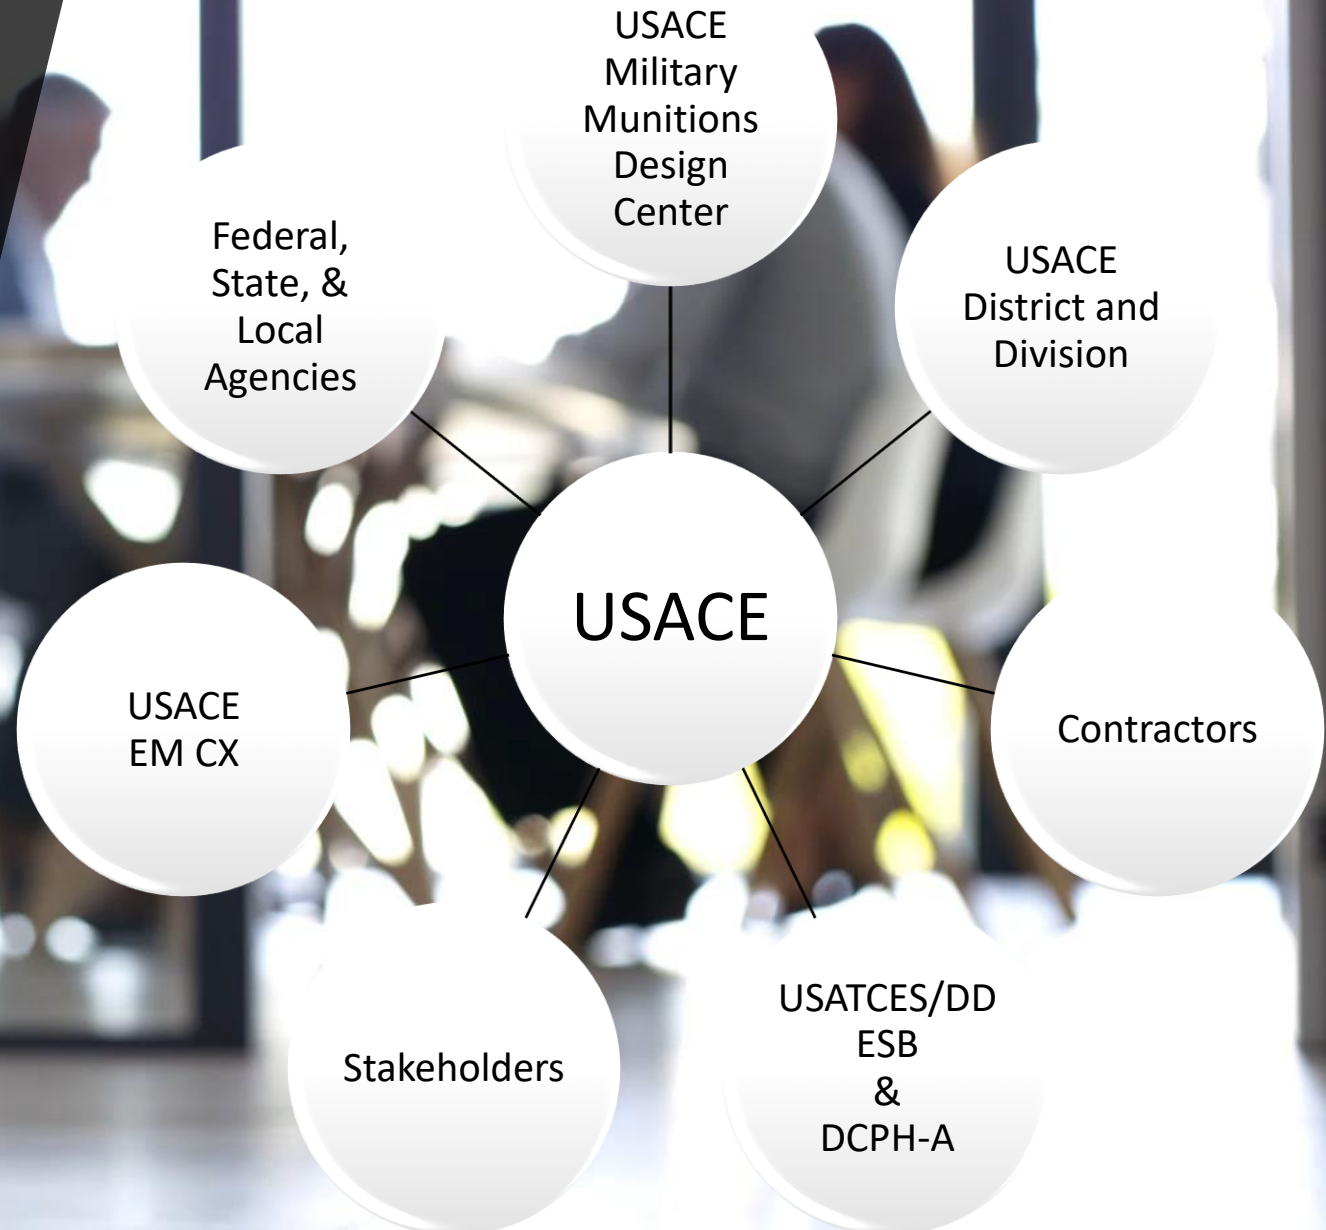 USACE
Military
Munitions
Design
Center
USACE
District and
Division
Contractors
USATCES/DD
ESB
&
DCPH-A
Stakeholders
USACE
EM CX
Federal,
State, &
Local
Agencies
USACE